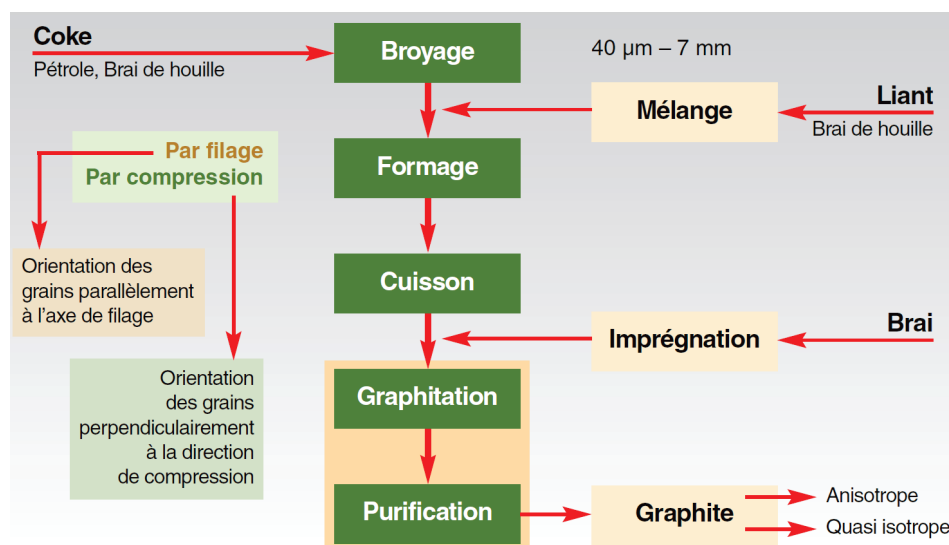 Coke
Pétrole, Brai de houille
Broyage
40 µm – 7 mm
Mélange
Liant
Brai de houille
Par filage
Par compression
Formage
Orientation des
grains parallèlement
à l’axe de filage
Cuisson
Imprégnation
Brai
Orientation
des grains
perpendiculairement
à la direction
de compression
Graphitation
Purification
Graphite
Anisotrope
Quasi isotrope